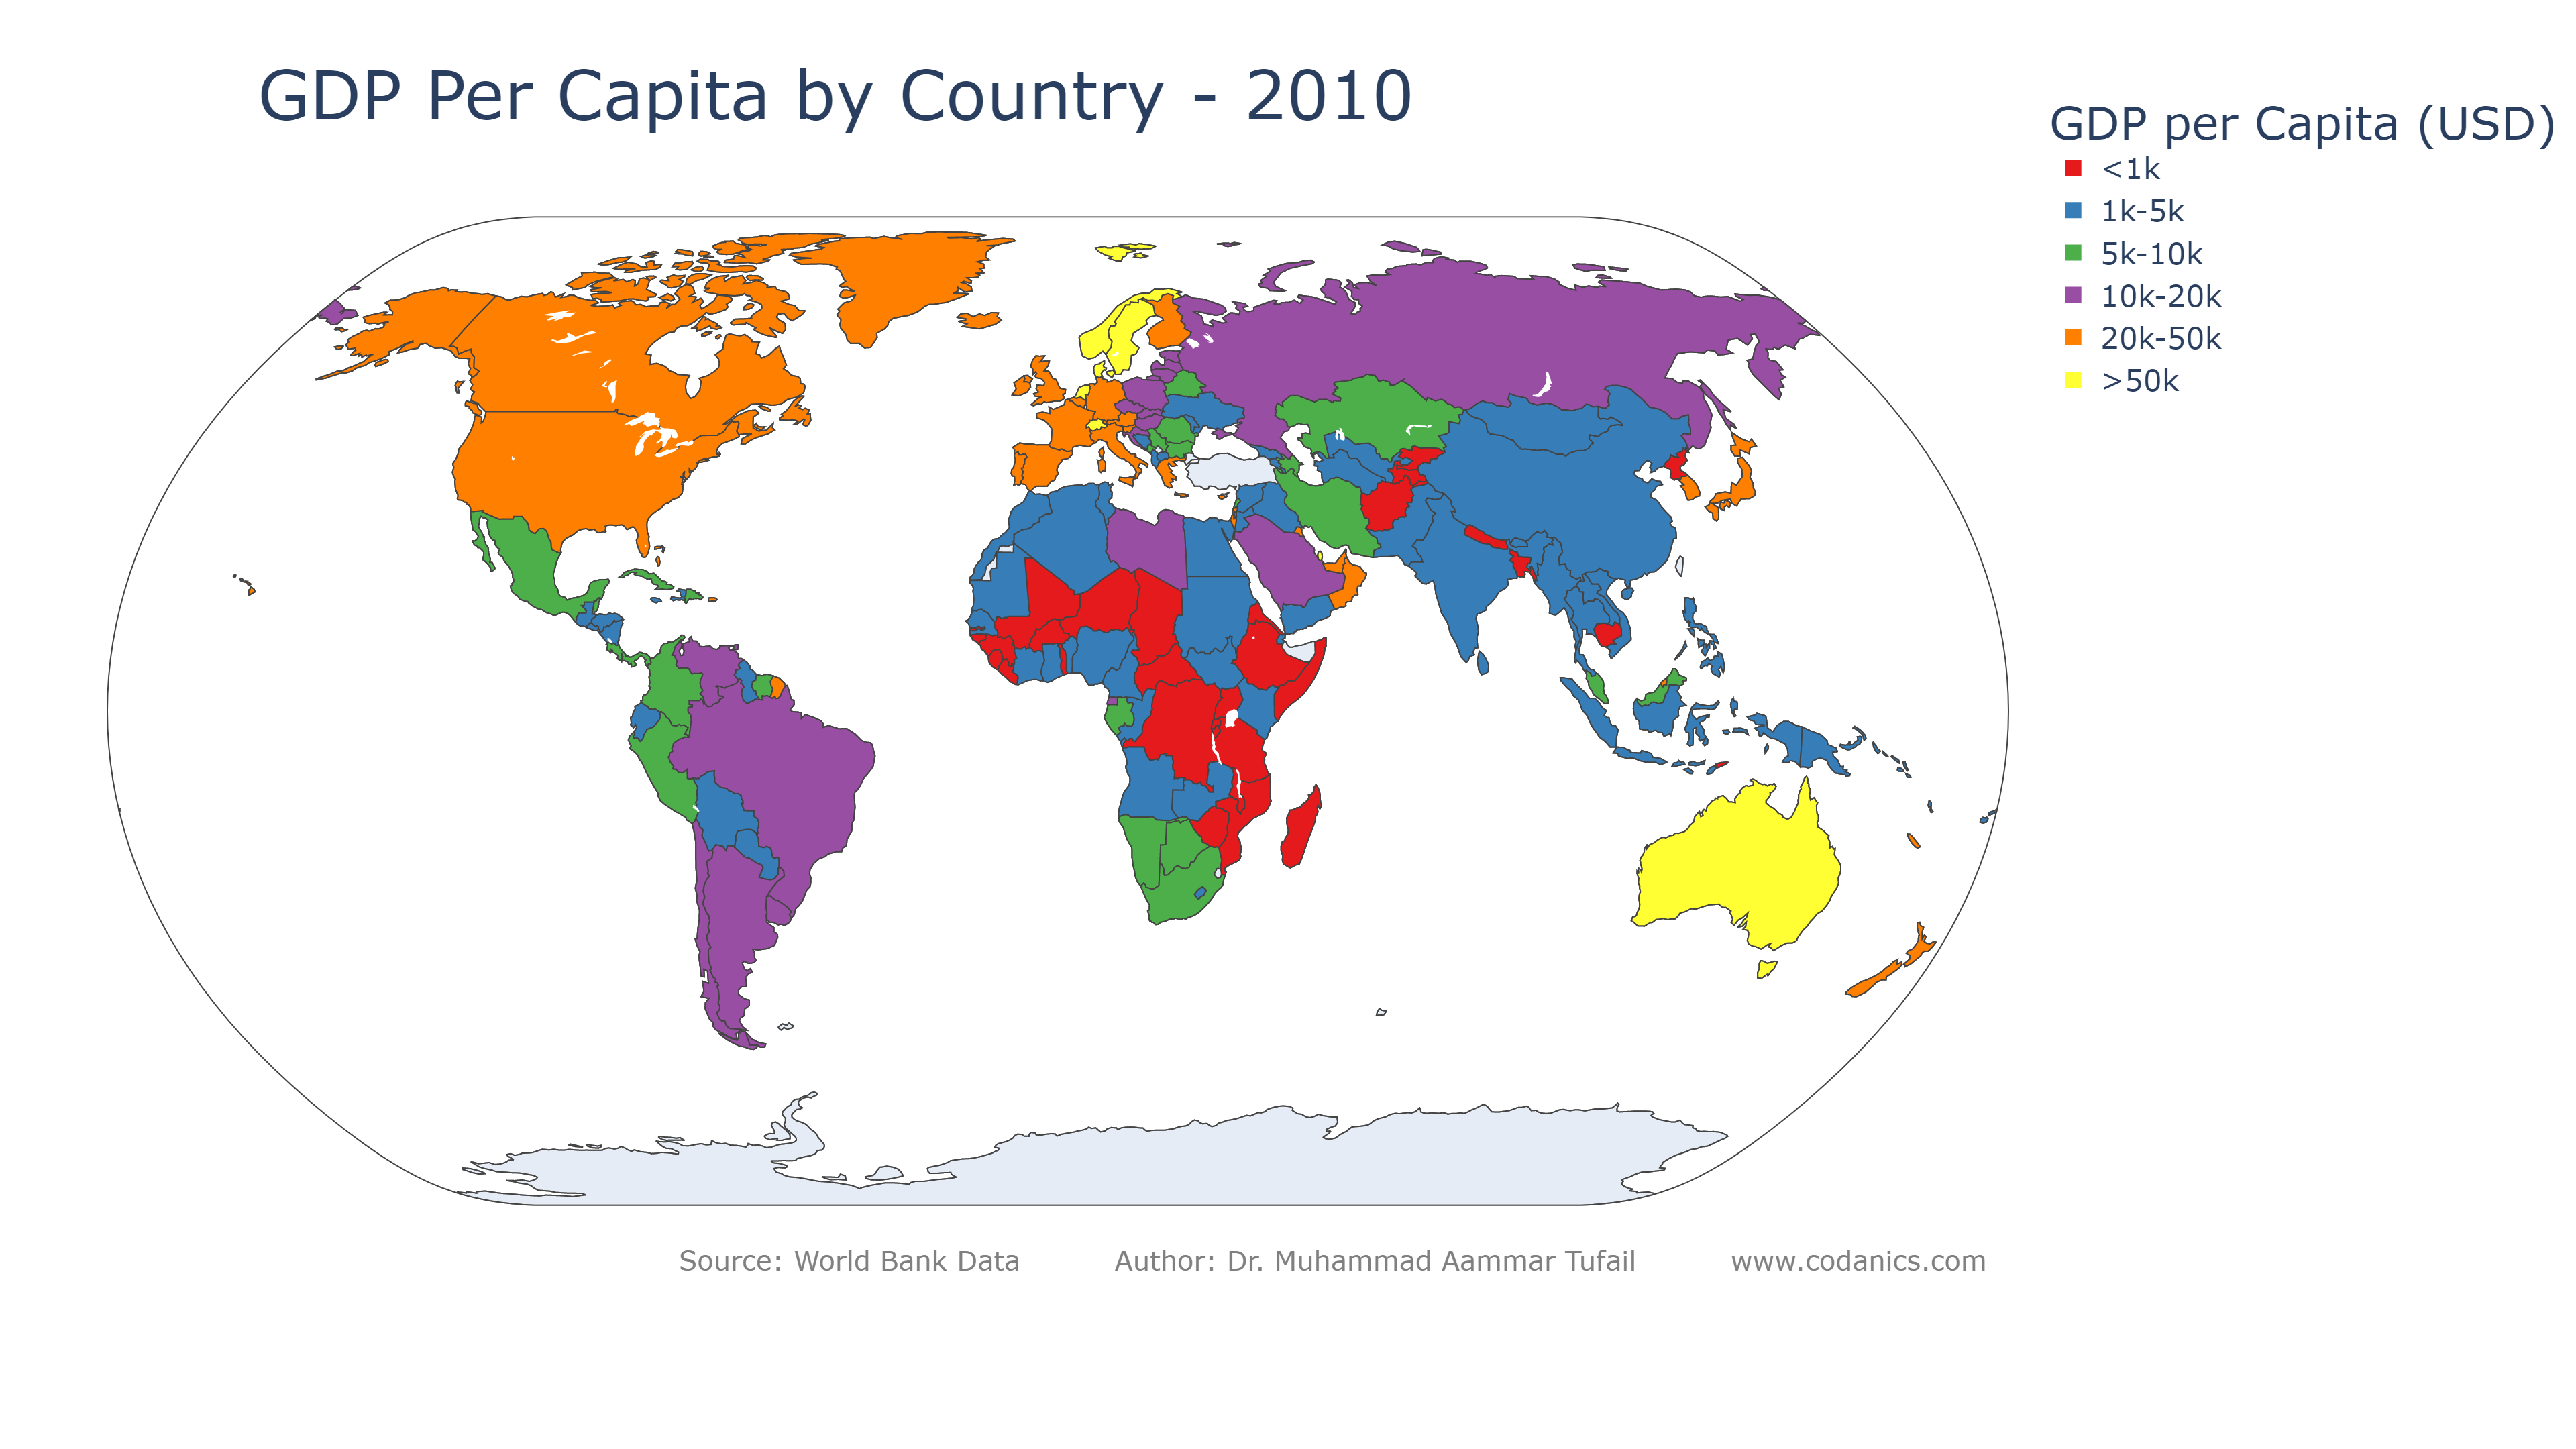 GDP Per Capita by Country - 2010
GDP per Capita (USD)
<1k
1k-5k
5k-10k
10k-20k
20k-50k
>50k
Source: World Bank Data
Author: Dr. Muhammad Aammar Tufail
www.codanics.com